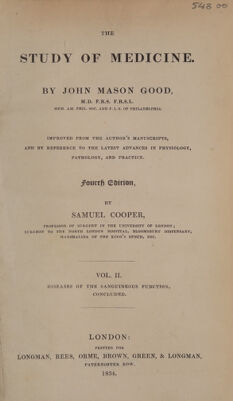 548 00
THE
STUDY OF MEDICINE.
BY JOHN MASON GOOD,
M.D. F.R.S. F.R.S.L.
MEM. AM. PHIL. SOC. AND F.L.S. OF PHILADELPHIA.
IMPROVED FROM THE AUTHOR'S MANUSCRIPTS,
AND BY REFERENCE TO THE LATEST ADVANCES IN PHYSIOLOGY,
PATHOLOGY, AND PRACTICE.
Fourth Edition,
BY
SAMUEL COOPER,
PROFESSOR OF SURGERY IN THE UNIVERSITY OF LONDON;
SURGEON TO THE NORTH LONDON HOSPITAL, BLOOMSBURY DISPENSARY,
OF THE KING'S BENCH, ETC.
VOL. II.
DISEASES OF THE SANGUINEOUS FUNCTION,
CONCLUDED.
LONDON:
PRINTED FOR
LONGMAN, REES, ORME, BROWN, GREEN, & LONGMAN,
PATERNOSTER ROW.
1834.